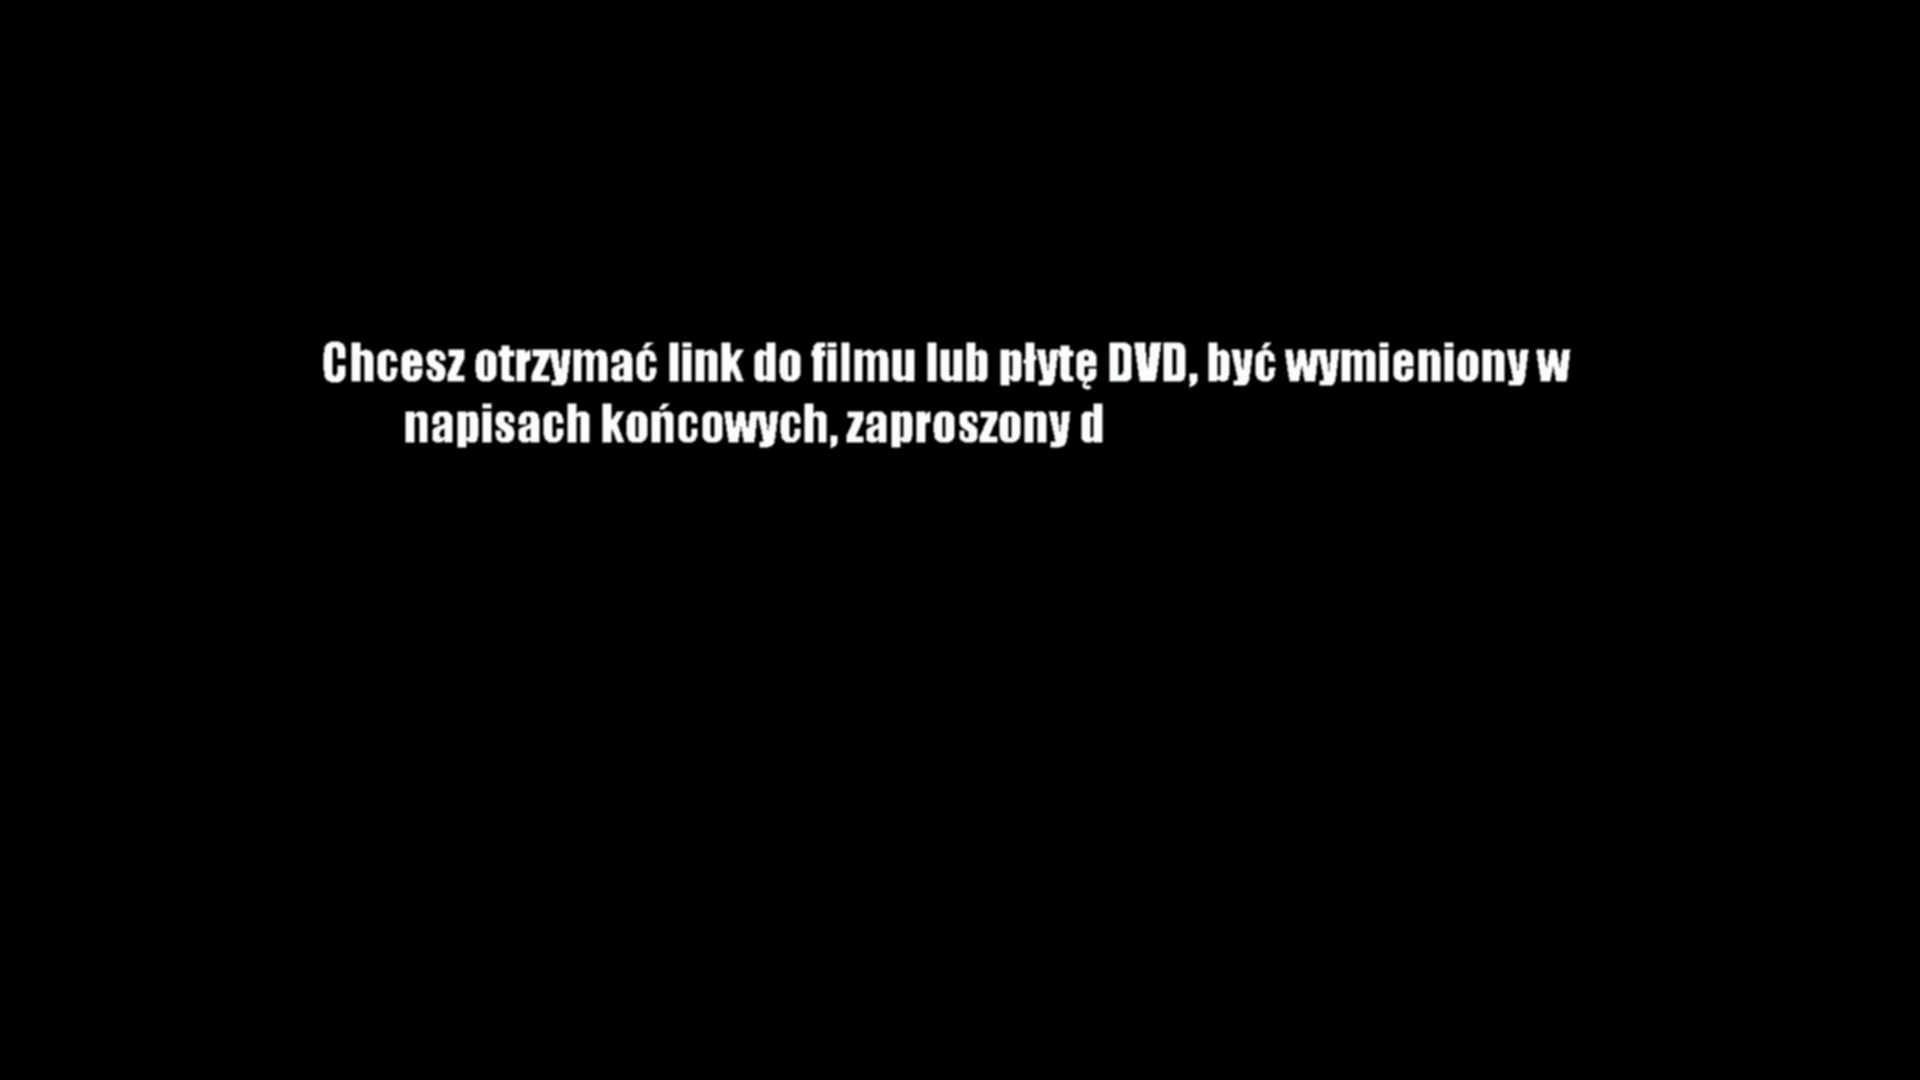 Chcesz otrzymać link do filmu lub płytę DVD, być wymieniony w
napisach końcowych, zaproszony d